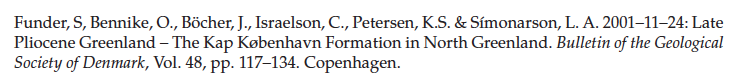 Funder, S, Bennike, O., Böcher, J., Israelson, C., Petersen, K.S. & Símonarson, L. A. 2001–11–24: Late
Pliocene Greenland – The Kap København Formation in North Greenland. Bulletin of the Geological
Society of Denmark, Vol. 48, pp. 117–134. Copenhagen.